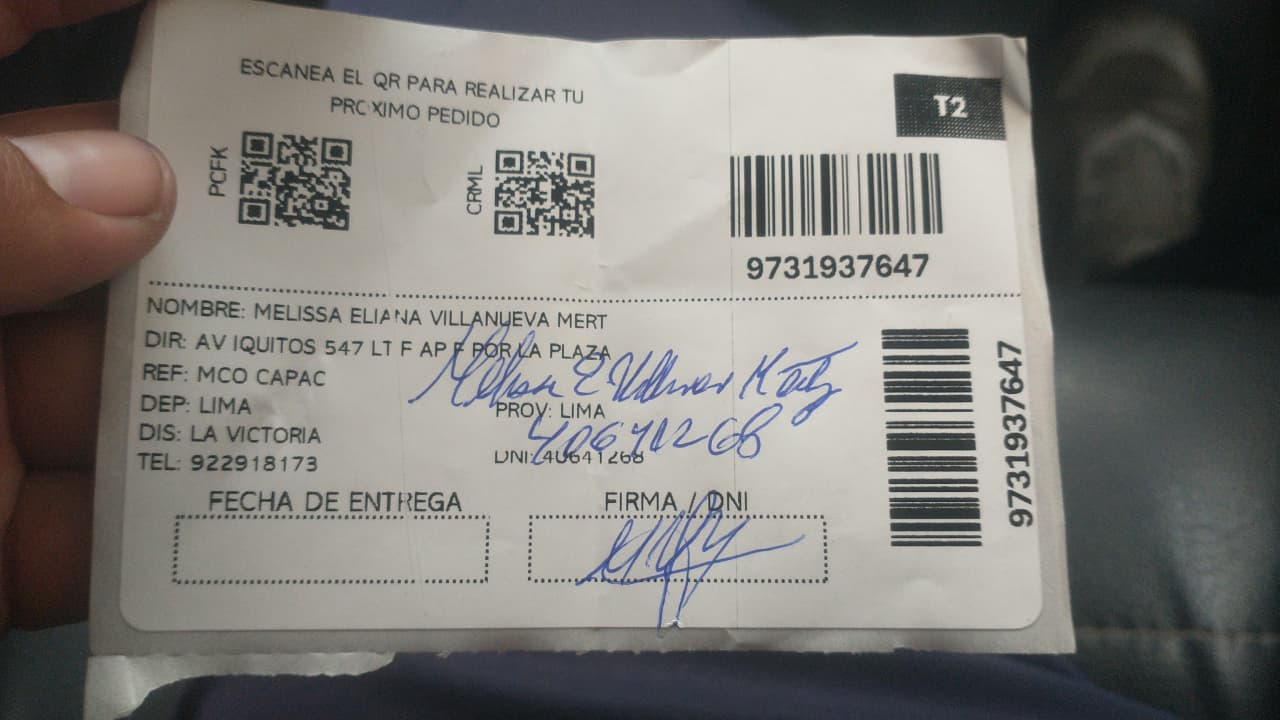 ESCANEA EL QR PARA REALIZAR TU
PROXIMO PEDIDO
T2
PCFK
CRML
9731937647
NOMBRE: MELISSA ELIANA VILLANUEVA MERT
DIR: AV IQUITOS 547 LT F AP F POR LA PLAZA
REF: MCO CAPAC
DEP: LIMA
PROV: LIMA
DIS: LA VICTORIA
TEL: 922918173
DNI: 40641268
FECHA DE ENTREGA
FIRMA / DNI
9731937647